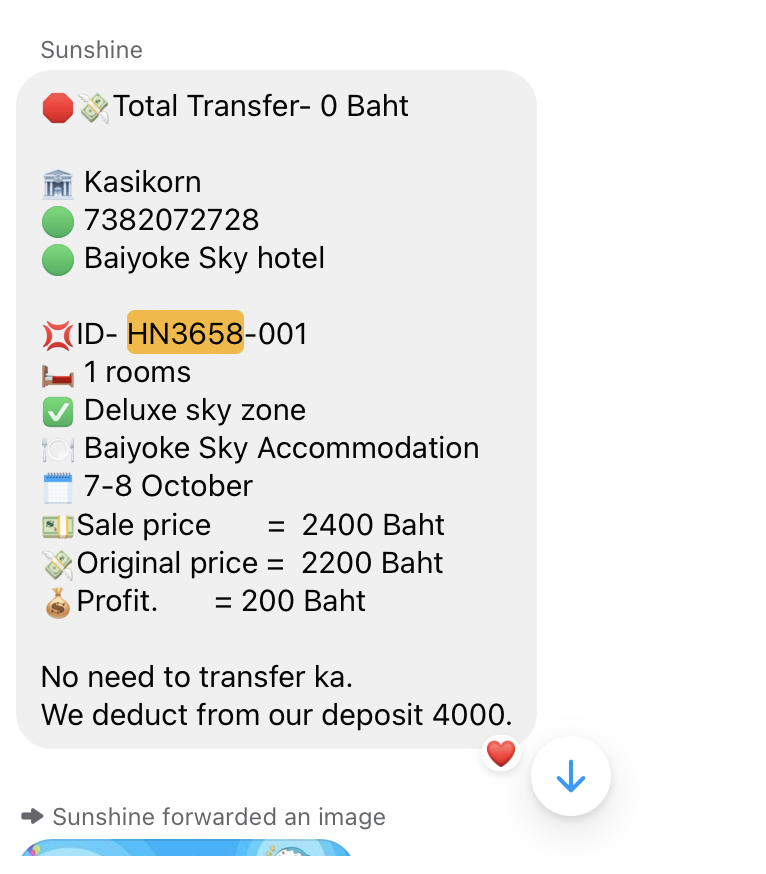 Sunshine
🛑💸Total Transfer- 0 Baht
🏦 Kasikorn
🟢 7382072728
🟢 Baiyoke Sky hotel
💢ID- HN3658-001
🛏️ 1 rooms
✅ Deluxe sky zone
🍽️ Baiyoke Sky Accommodation
🗓️ 7-8 October
💵Sale price = 2400 Baht
💸Original price = 2200 Baht
💰Profit. = 200 Baht
No need to transfer ka.
We deduct from our deposit 4000.
Sunshine forwarded an image